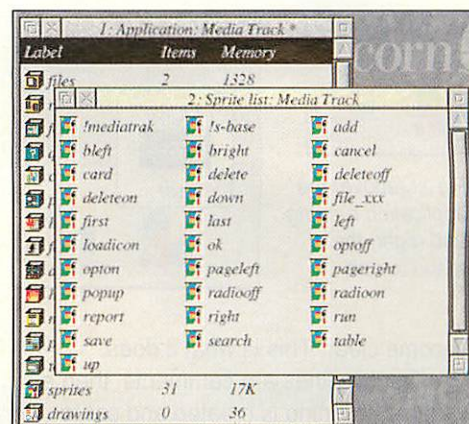 1: Application: Media Track *
Label Items Memory
files 2 1328
2: Sprite list: Media Track
!mediatrak !s-base add
bleft bright cancel
card delete deleteoff
deleteon down file_xxx
first last left
loadicon ok optoff
opton pageleft pageright
popup radiooff radioon
report right run
save search table
up
sprites 31 17K
drawings 0 36
corn